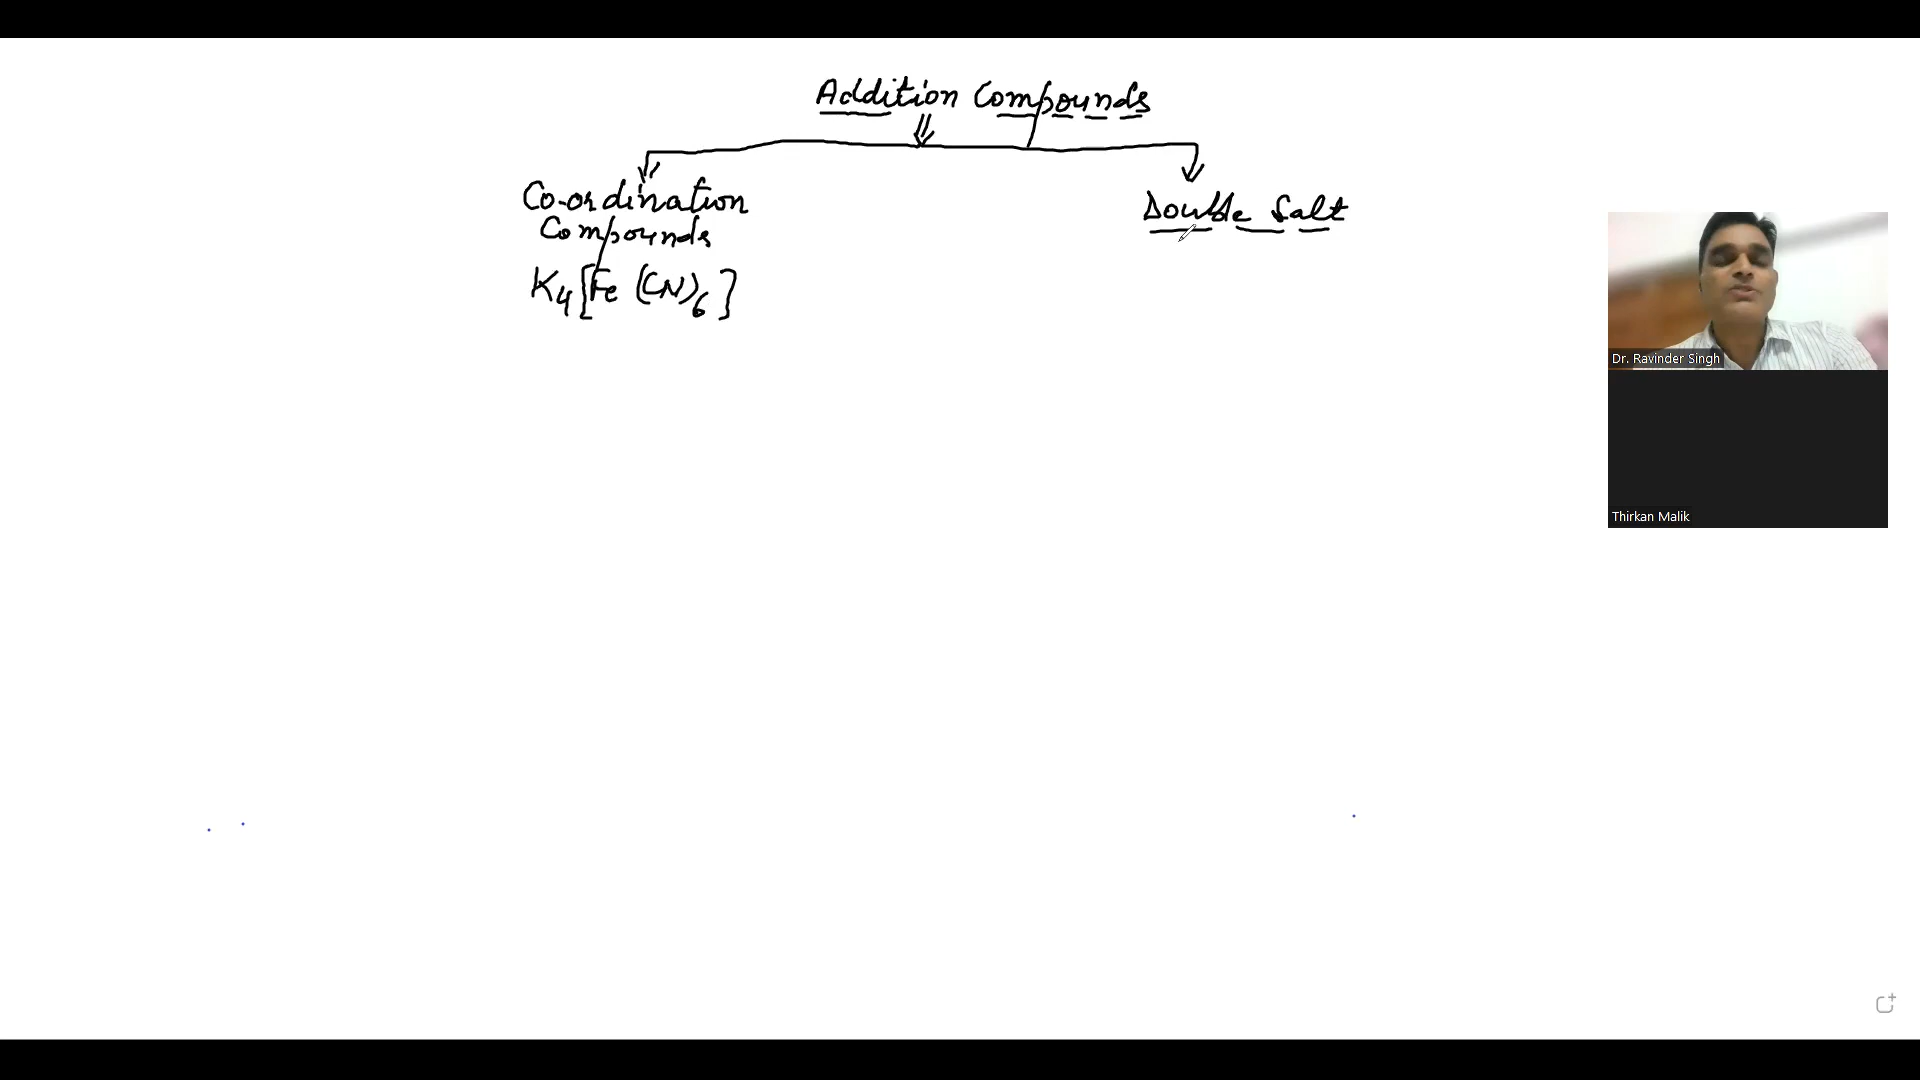 Addition Compounds
Co-ordination
Compounds
K4[Fe (CN)6]
Double Salt
Dr. Ravinder Singh
Thirkan Malik